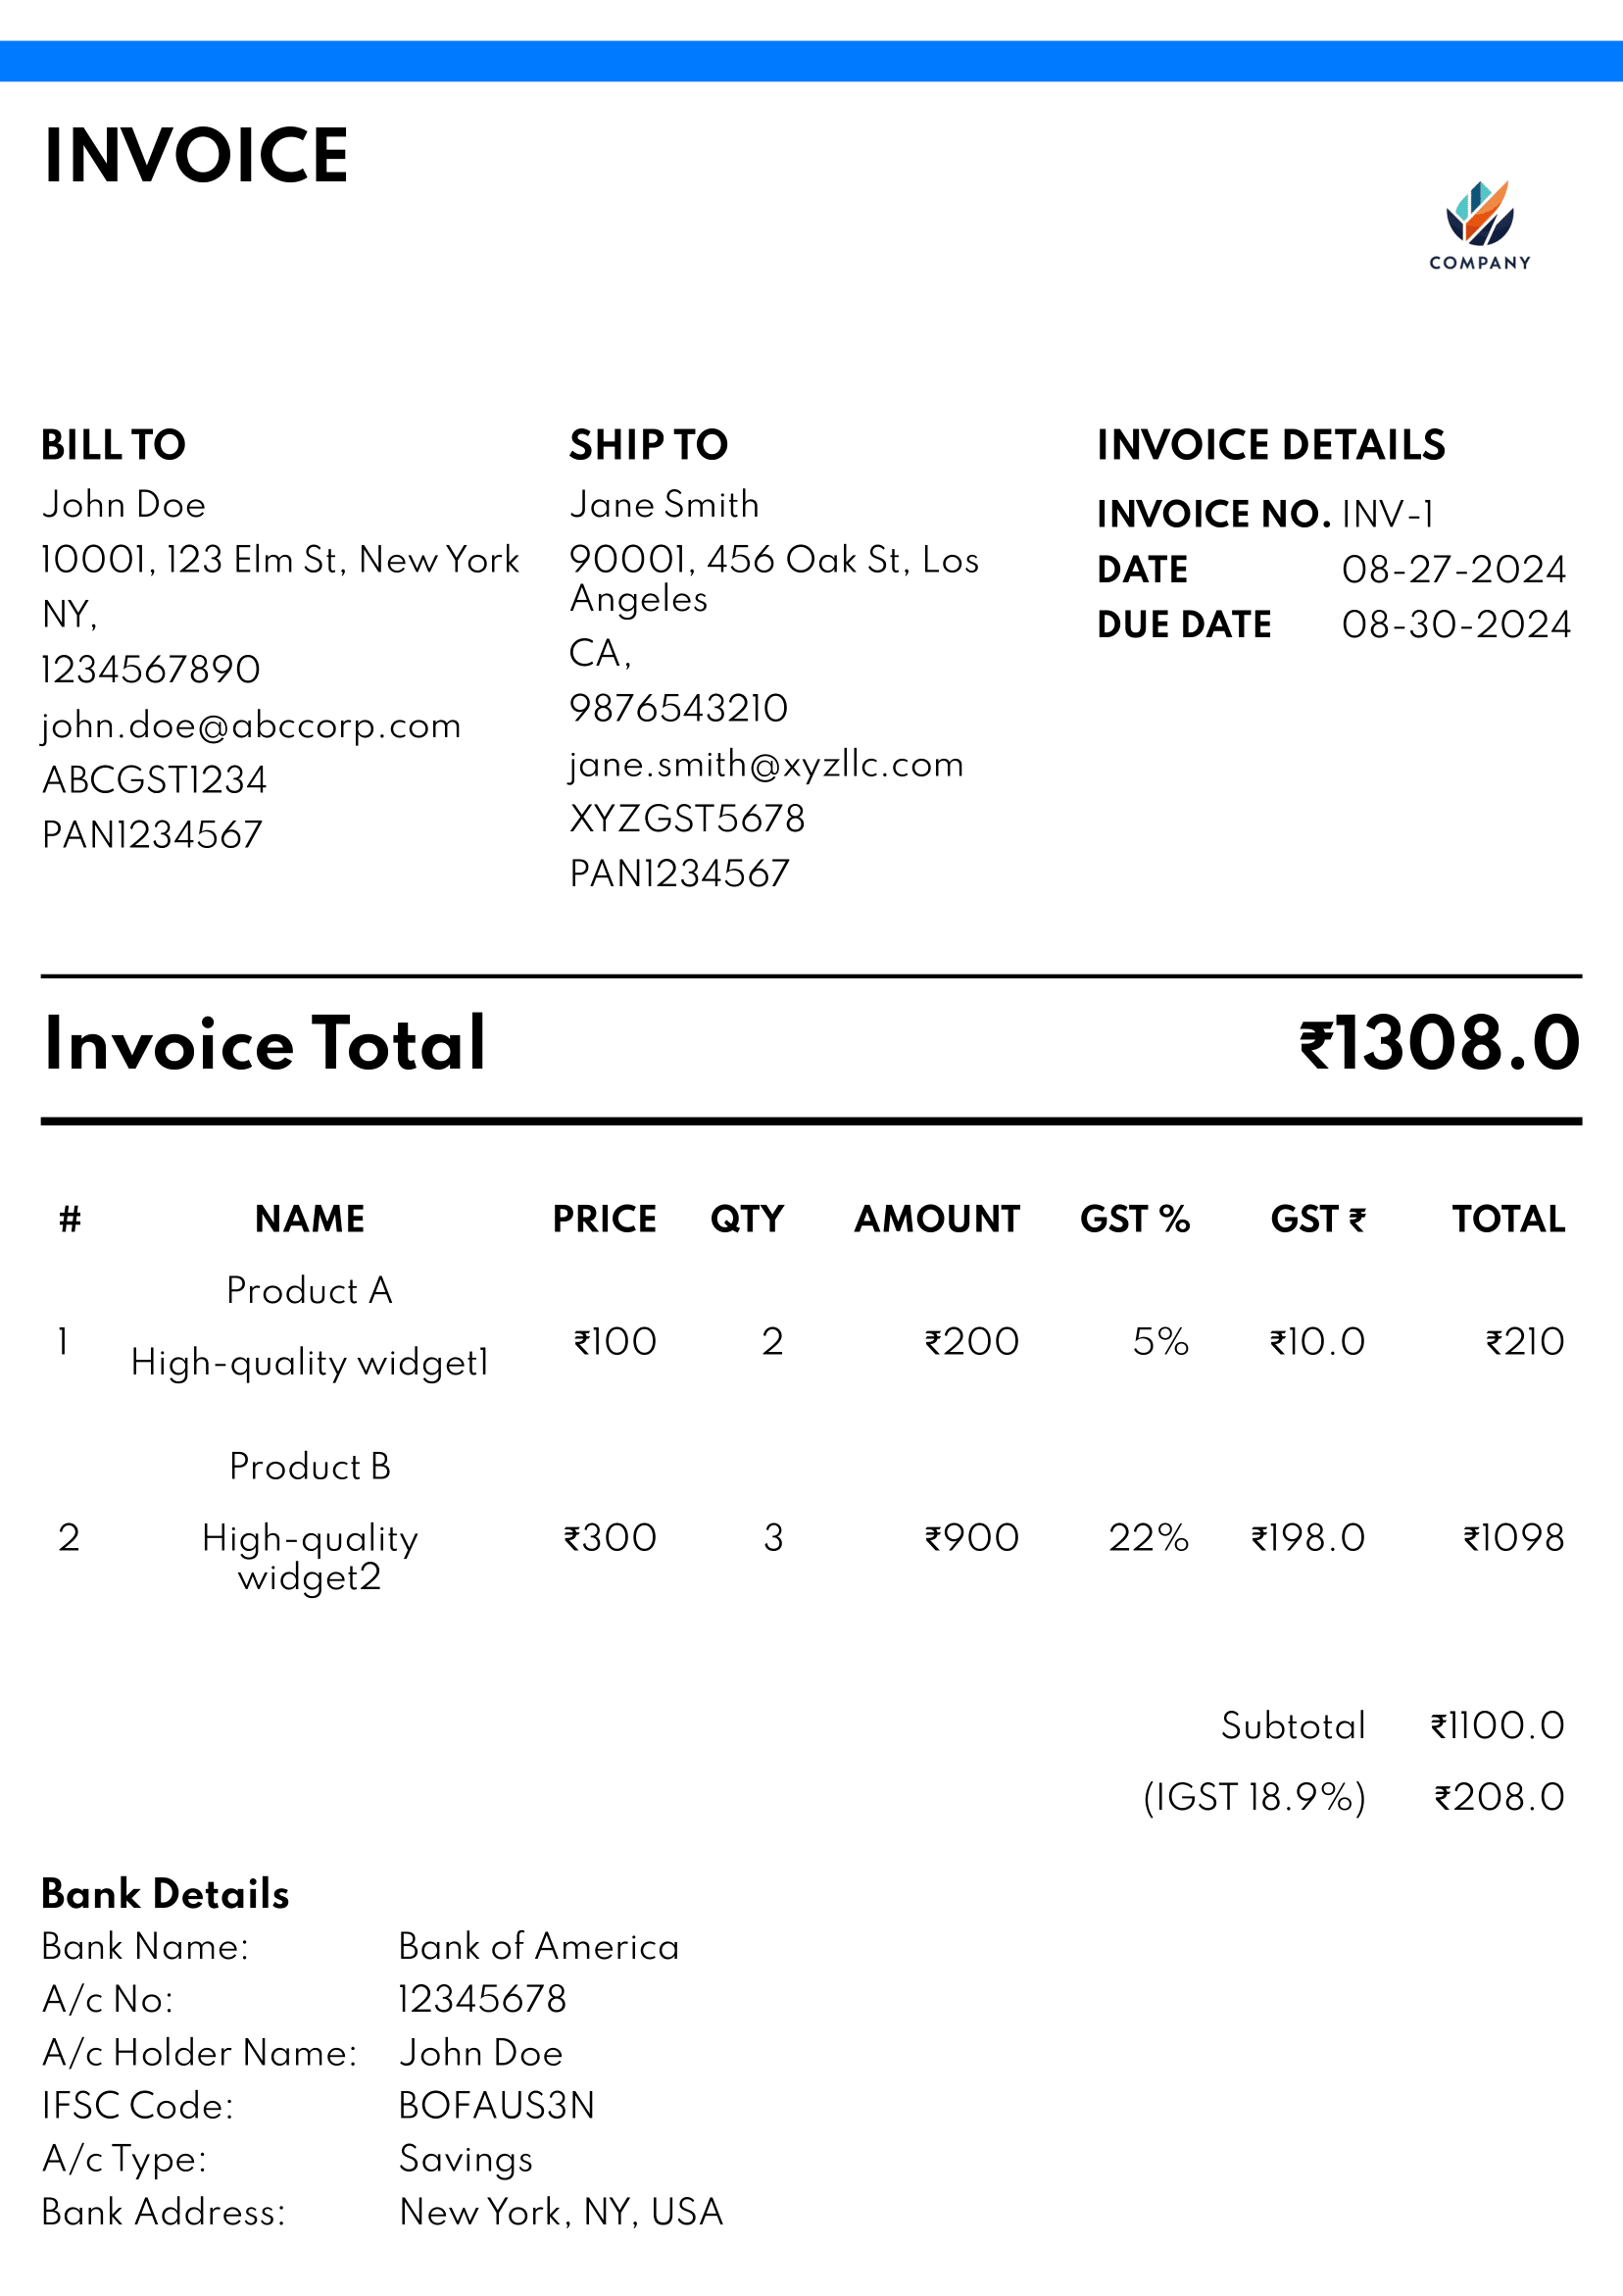 INVOICE
COMPANY
BILL TO
John Doe
10001, 123 Elm St, New York
NY,
1234567890
john.doe@abccorp.com
ABCGST1234
PAN1234567
SHIP TO
Jane Smith
90001, 456 Oak St, Los
Angeles
CA,
9876543210
jane.smith@xyzllc.com
XYZGST5678
PAN1234567
INVOICE DETAILS
INVOICE NO. INV-1
DATE 08-27-2024
DUE DATE 08-30-2024
Invoice Total ₹1308.0
# NAME PRICE QTY AMOUNT GST % GST ₹ TOTAL
Product A
1 ₹100 2 ₹200 5% ₹10.0 ₹210
High-quality widget1
Product B
2 High-quality ₹300 3 ₹900 22% ₹198.0 ₹1098
widget2
Subtotal ₹1100.0
(IGST 18.9%) ₹208.0
Bank Details
Bank Name: Bank of America
A/c No: 12345678
A/c Holder Name: John Doe
IFSC Code: BOFAUS3N
A/c Type: Savings
Bank Address: New York, NY, USA